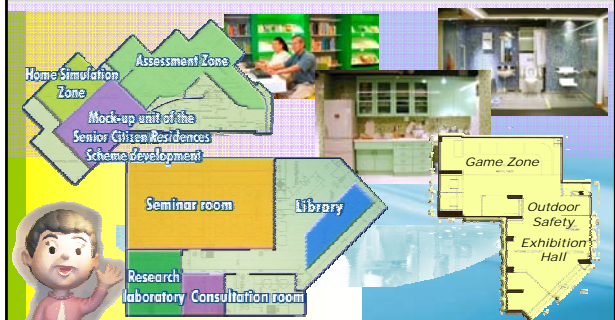 Assessment Zone
Home Simulation
Zone
Mock-up unit of the
Senior Citizen Residences
Scheme development
Seminar room
Library
Research
laboratory
Consultation room
Game Zone
Outdoor
Safety
Exhibition
Hall